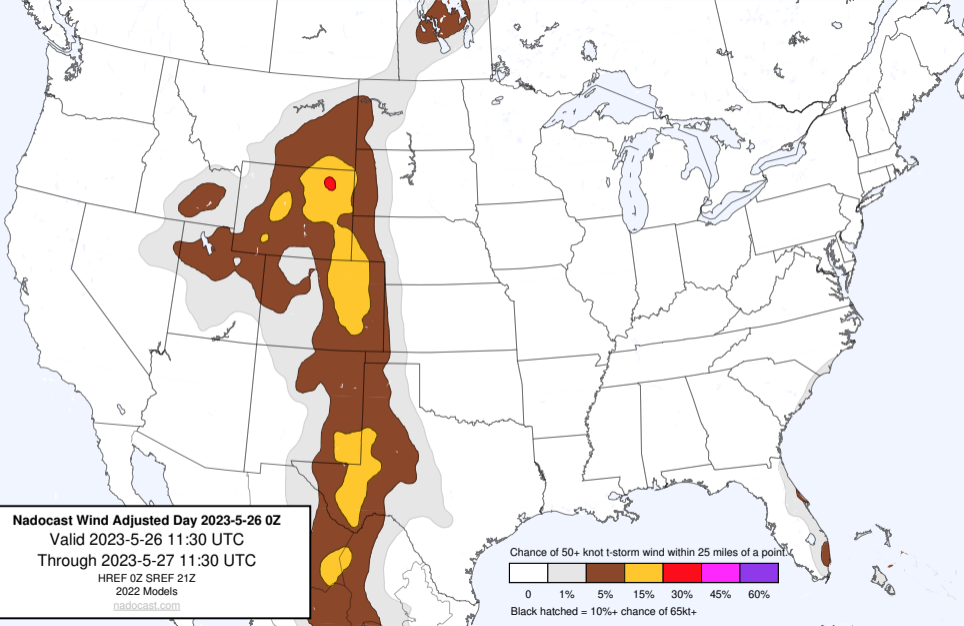 Nadocast Wind Adjusted Day 2023-5-26 0Z
Valid 2023-5-26 11:30 UTC
Through 2023-5-27 11:30 UTC
HREF 0Z SREF 21Z
2022 Models
nadocast.com
Chance of 50+ knot t-storm wind within 25 miles of a point.
0 1% 5% 15% 30% 45% 60%
Black hatched = 10%+ chance of 65kt+